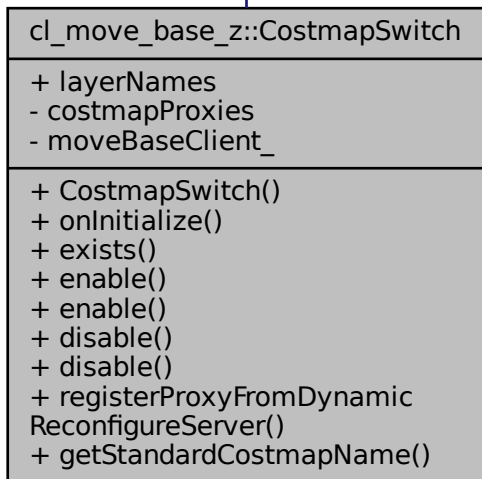 cl_move_base_z::CostmapSwitch
+ layerNames
- costmapProxies
- moveBaseClient_
+ CostmapSwitch()
+ onInitialize()
+ exists()
+ enable()
+ enable()
+ disable()
+ disable()
+ registerProxyFromDynamic
ReconfigureServer()
+ getStandardCostmapName()